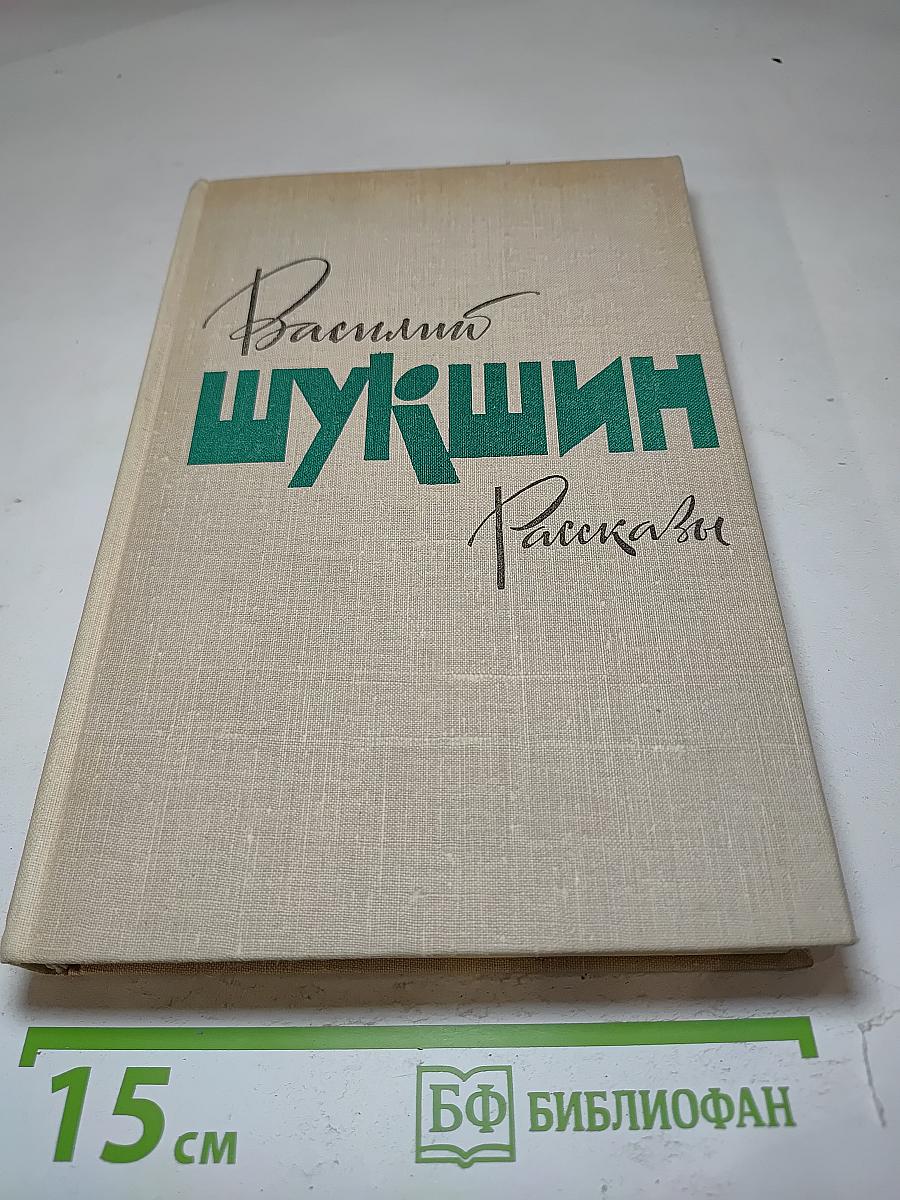 Василий
ШУКШИН
Рассказы
15 см
БФ БИБЛИОФАН